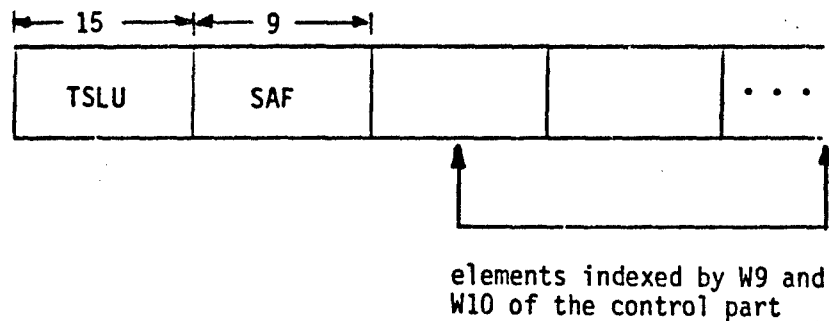 15 9
TSLU SAF ...
elements indexed by W9 and
W10 of the control part